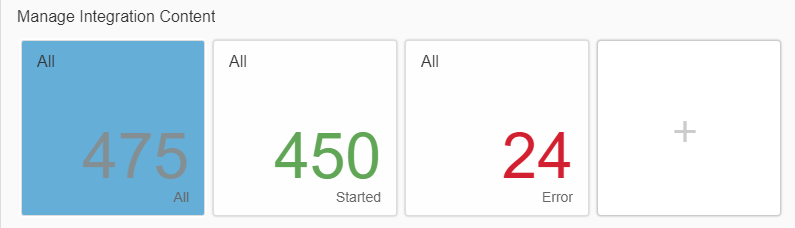 Manage Integration Content
All
475
All
All
450
Started
All
24
Error
+